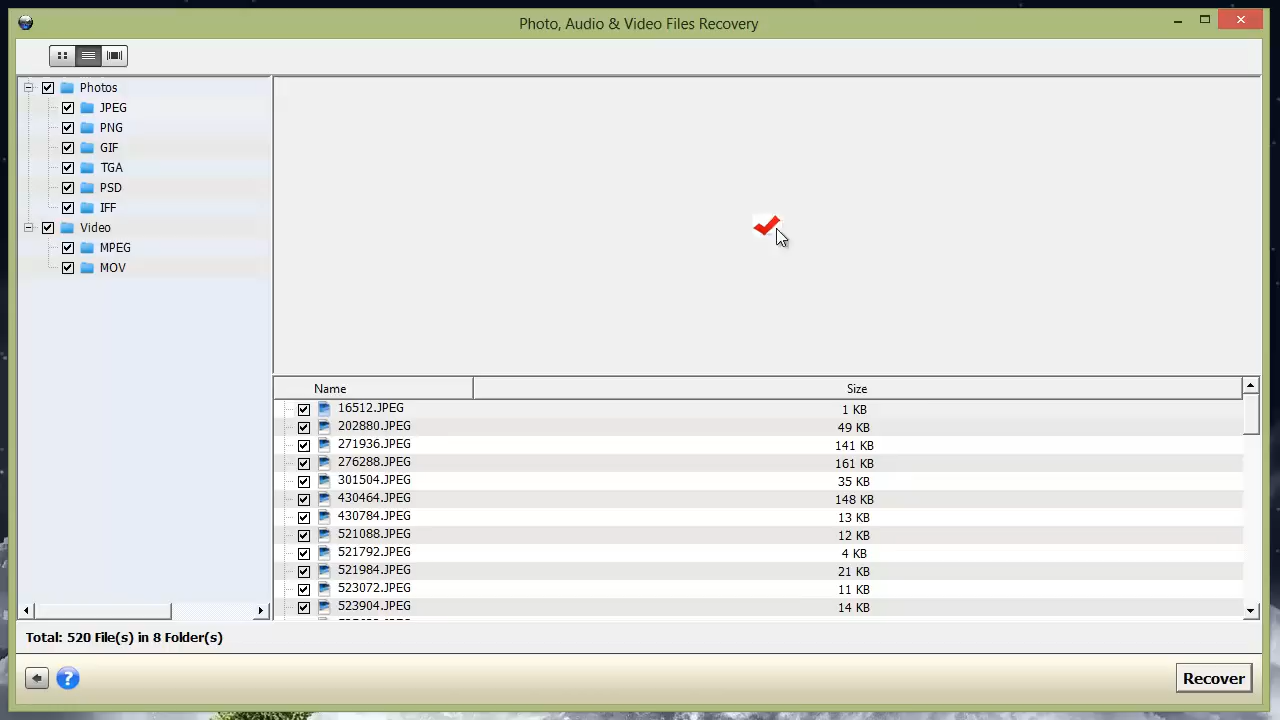 Photo, Audio & Video Files Recovery
Photos
JPEG
PNG
GIF
TGA
PSD
IFF
Video
MPEG
MOV
Name Size
16512.JPEG 1 KB
202880.JPEG 49 KB
271936.JPEG 141 KB
276288.JPEG 161 KB
301504.JPEG 35 KB
430464.JPEG 148 KB
430784.JPEG 13 KB
521088.JPEG 12 KB
521792.JPEG 4 KB
521984.JPEG 21 KB
523072.JPEG 11 KB
523904.JPEG 14 KB
Total: 520 File(s) in 8 Folder(s)
? Recover